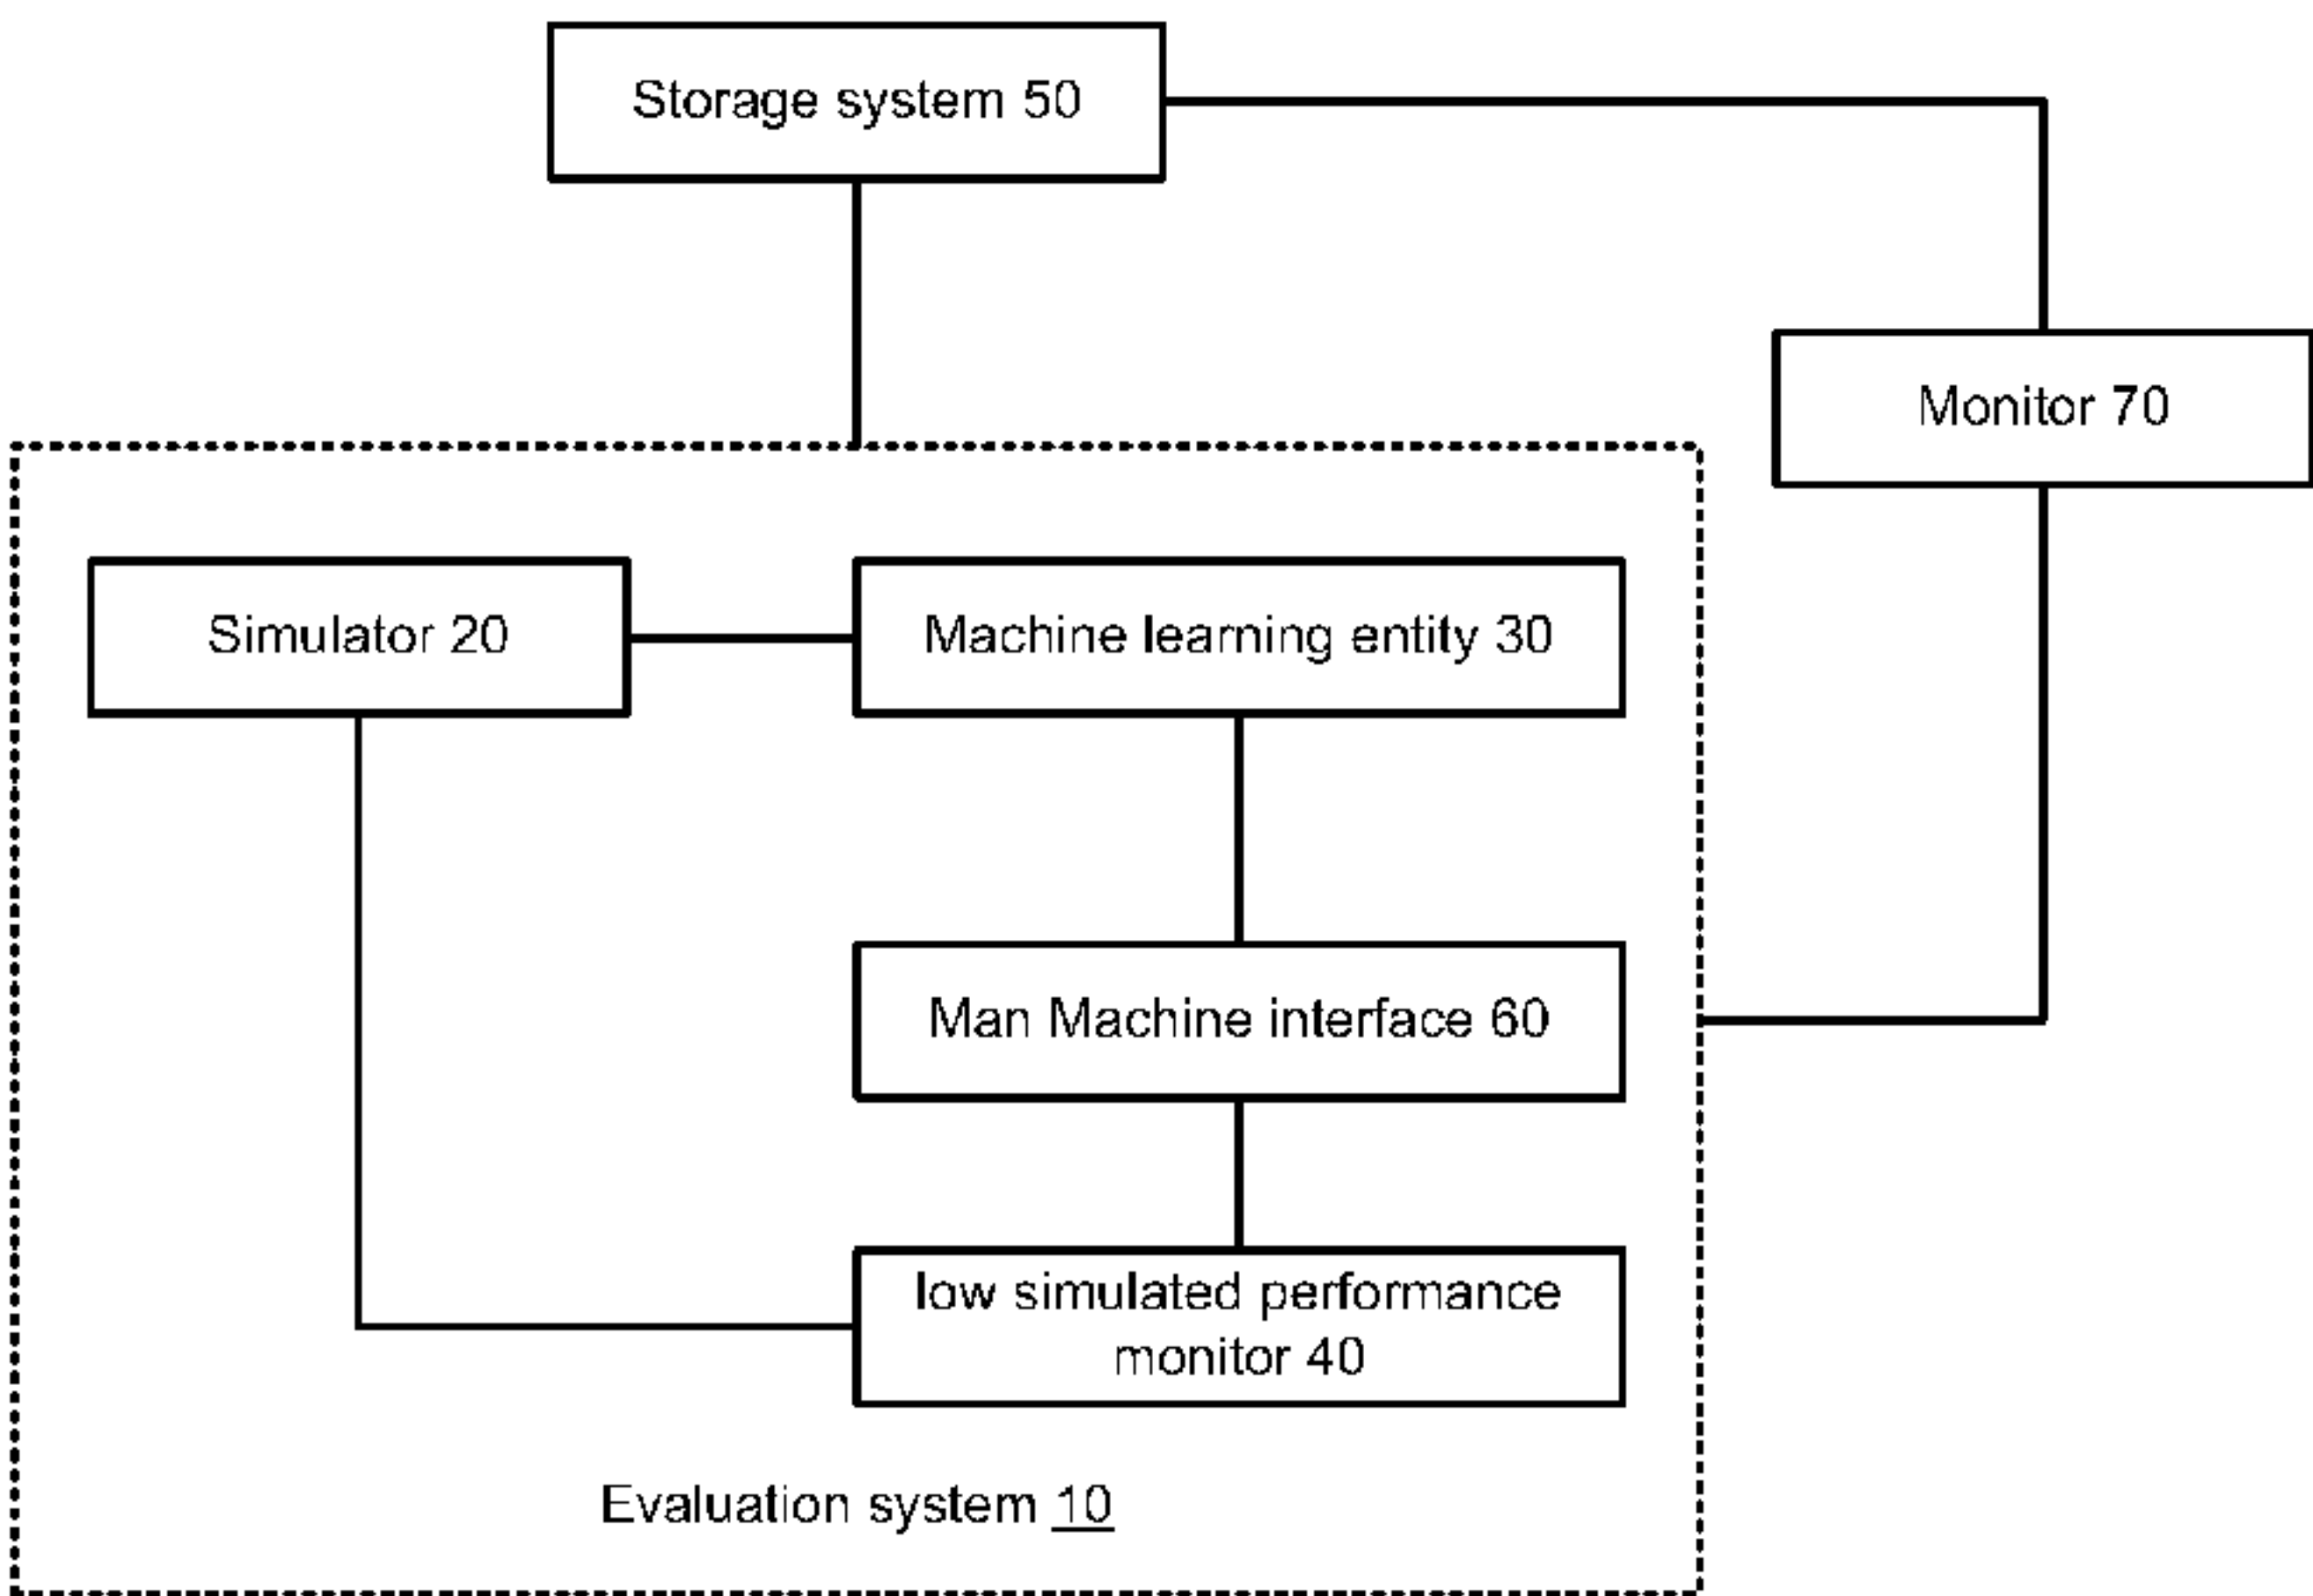 Storage system 50
Monitor 70
Simulator 20
Machine learning entity 30
Man Machine interface 60
low simulated performance
monitor 40
Evaluation system 10